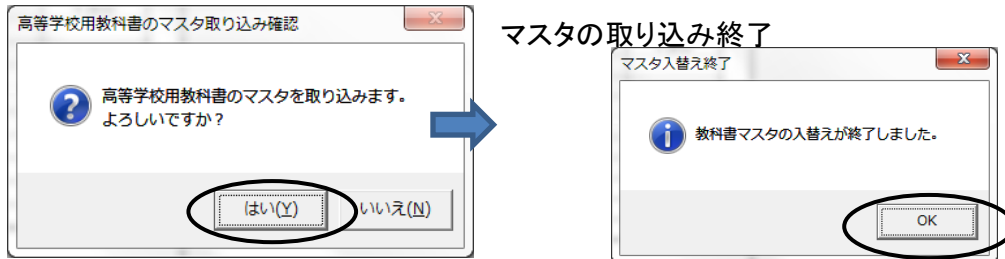 高等学校用教科書のマスタ取り込み確認
高等学校用教科書のマスタを取り込みます。
よろしいですか？
はい(Y)
いいえ(N)
マスタの取り込み終了
マスタ入替え終了
教科書マスタの入替えが終了しました。
OK